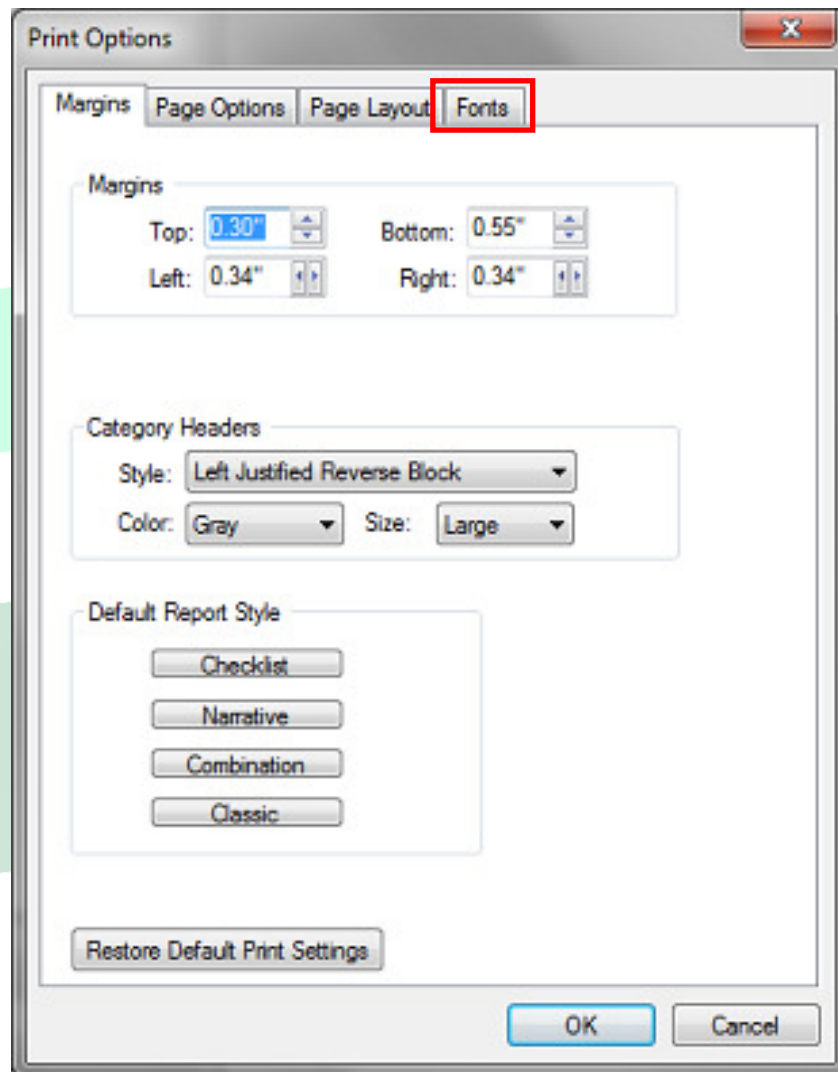 Print Options
Margins Page Options Page Layout Fonts
Margins
Top: 0.30" Bottom: 0.55"
Left: 0.34" Right: 0.34"
Category Headers
Style: Left Justified Reverse Block
Color: Gray Size: Large
Default Report Style
Checklist
Narrative
Combination
Classic
Restore Default Print Settings
OK Cancel